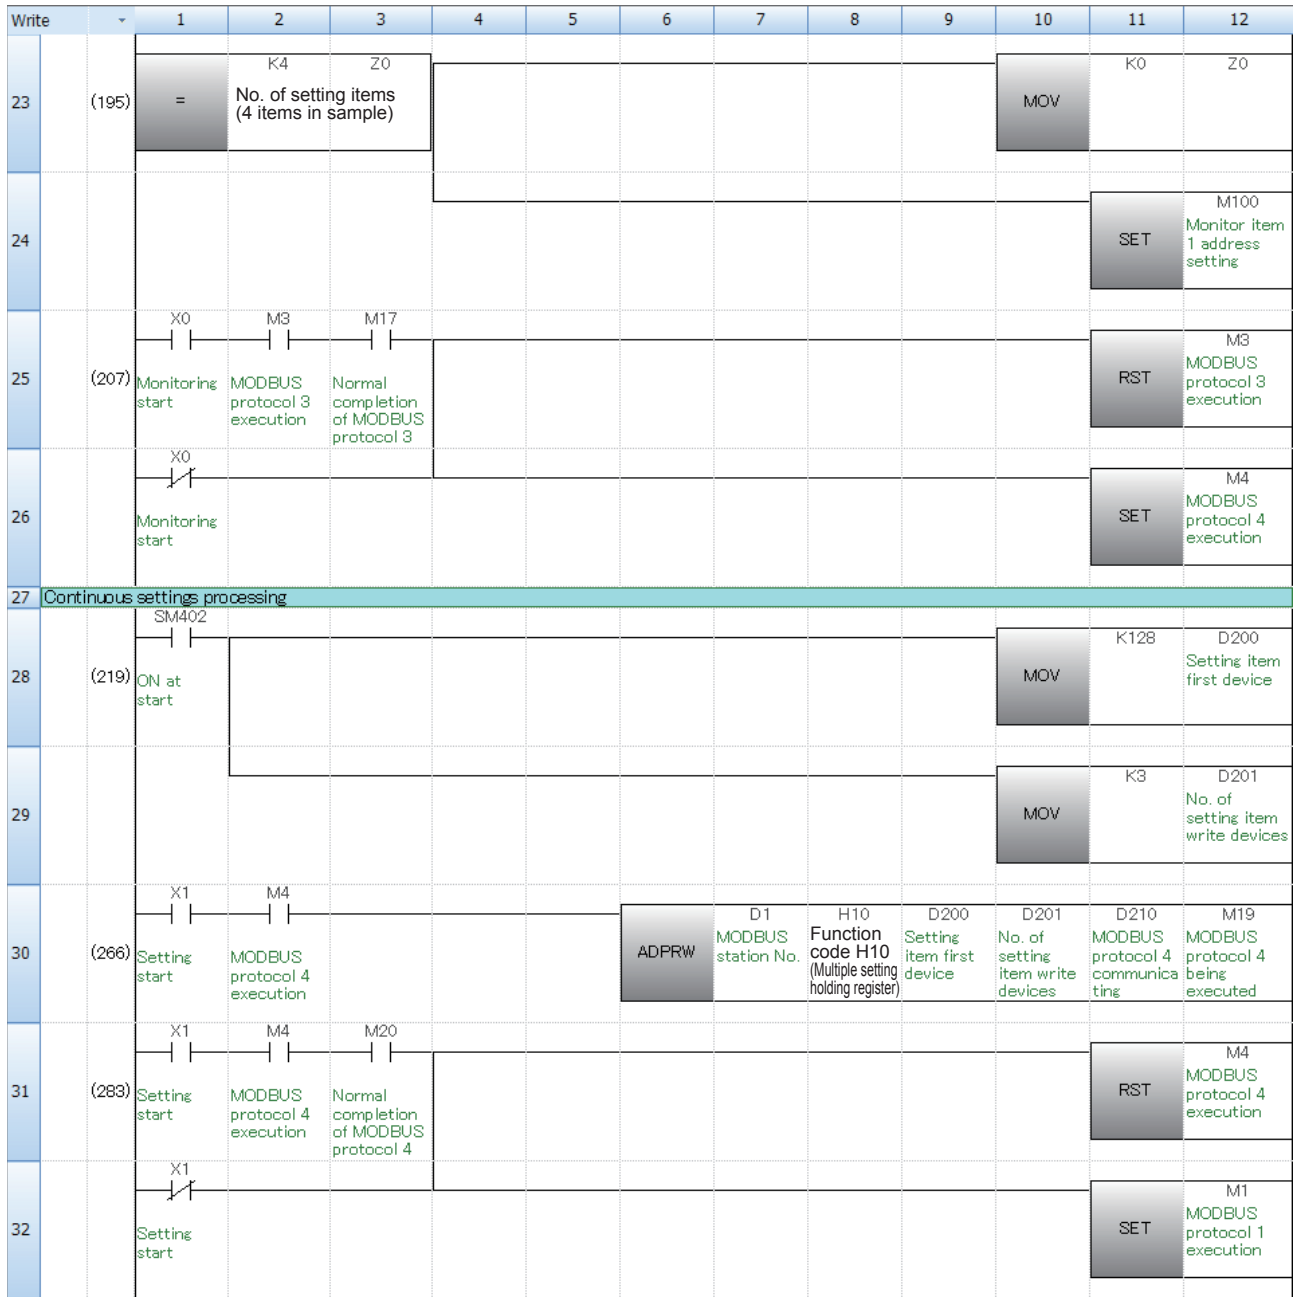 Write 1 2 3 4 5 6 7 8 9 10 11 12
23 (195) = K4 Z0 MOV K0 Z0
No. of setting items
(4 items in sample)
24 SET M100
Monitor item
1 address
setting
25 (207) X0 M3 M17 RST M3
Monitoring
start
MODBUS
protocol 3
execution
Normal
completion
of MODBUS
protocol 3
MODBUS
protocol 3
execution
26 X0 SET M4
Monitoring
start
MODBUS
protocol 4
execution
27 Continuous settings processing
28 (219) SM402 MOV K128 D200
ON at
start
Setting item
first device
29 MOV K3 D201
No. of
setting item
write devices
30 (266) X1 M4 ADPRW D1 H10 D200 D201 D210 M19
Setting
start
MODBUS
protocol 4
execution
MODBUS
station No.
Function
code H10
(Multiple setting
holding register)
Setting
item first
device
No. of
setting
item write
devices
MODBUS
protocol 4
communica
ting
MODBUS
protocol 4
being
executed
31 (283) X1 M4 M20 RST M4
Setting
start
MODBUS
protocol 4
execution
Normal
completion
of MODBUS
protocol 4
MODBUS
protocol 4
execution
32 X1 SET M1
Setting
start
MODBUS
protocol 1
execution